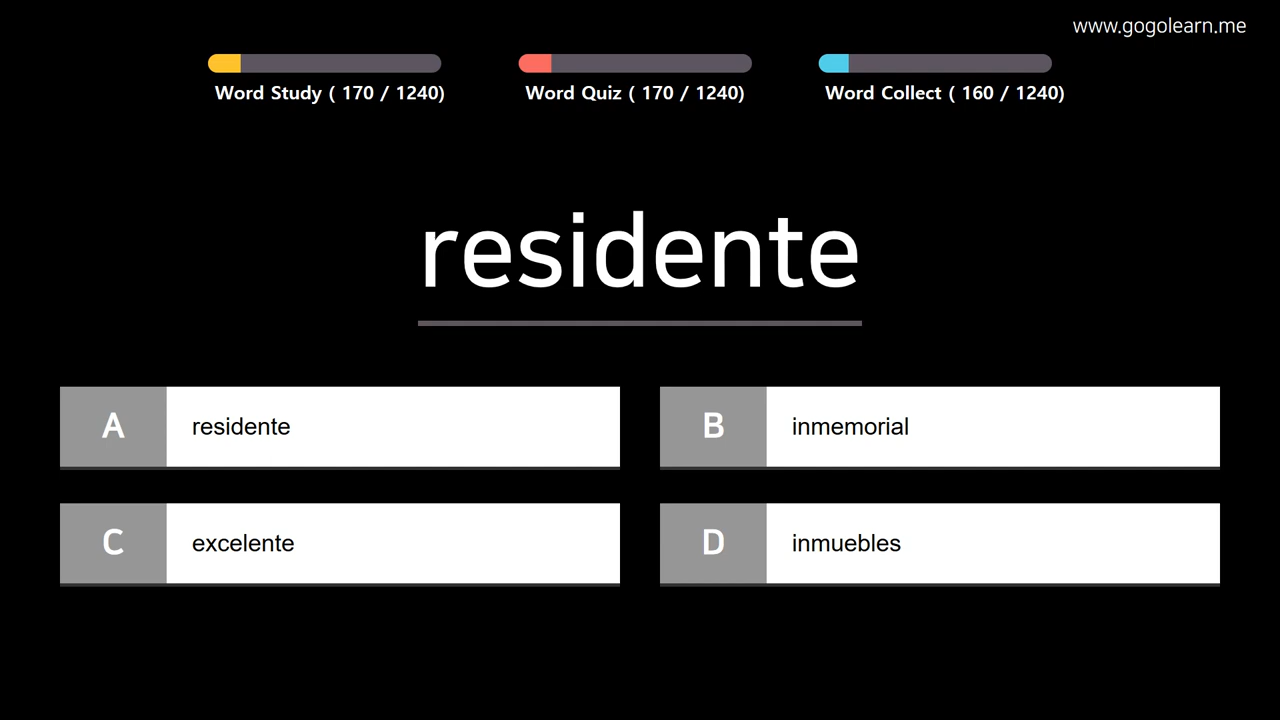 www.gogolearn.me
Word Study ( 170 / 1240)
Word Quiz ( 170 / 1240)
Word Collect ( 160 / 1240)
residente
A residente
B inmemorial
C excelente
D inmuebles